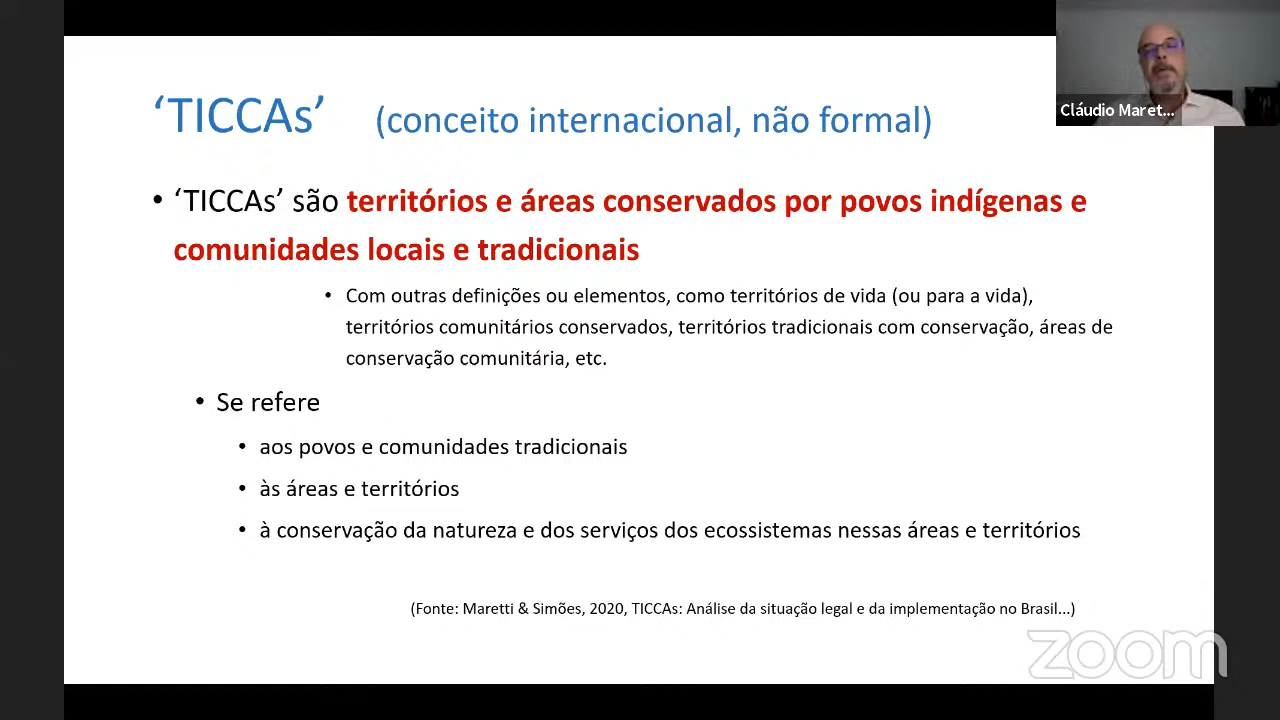 ‘TICCAs’ (conceito internacional, não formal)
Cláudio Maret...
• ‘TICCAs’ são territórios e áreas conservados por povos indígenas e
comunidades locais e tradicionais
• Com outras definições ou elementos, como territórios de vida (ou para a vida),
territórios comunitários conservados, territórios tradicionais com conservação, áreas de
conservação comunitária, etc.
• Se refere
• aos povos e comunidades tradicionais
• às áreas e territórios
• à conservação da natureza e dos serviços dos ecossistemas nessas áreas e territórios
(Fonte: Maretti & Simões, 2020, TICCAs: Análise da situação legal e da implementação no Brasil...)
zoom